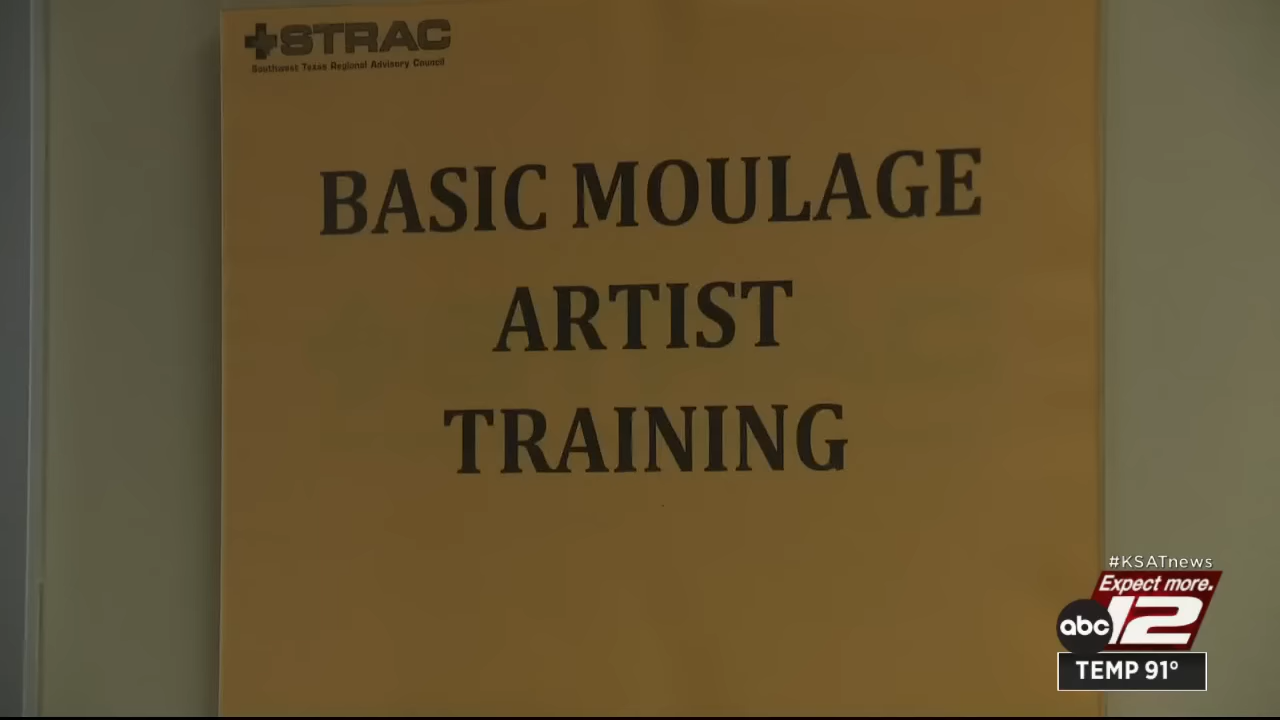 STRAC
Southwest Texas Regional Advisory Council
BASIC MOULAGE
ARTIST
TRAINING
#KSATnews
Expect more.
abc 12
TEMP 91°